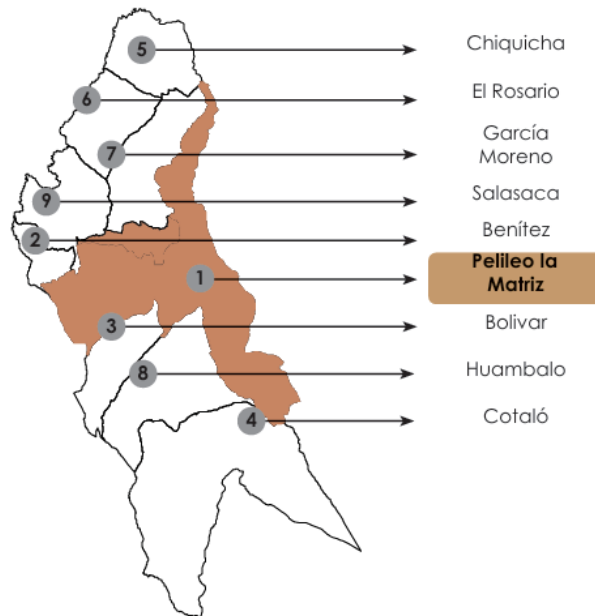 5 Chiquicha
6 El Rosario
7 García
Moreno
9 Salasaca
2 Benítez
1 Pelileo la
Matriz
3 Bolivar
8 Huambalo
4 Cotaló